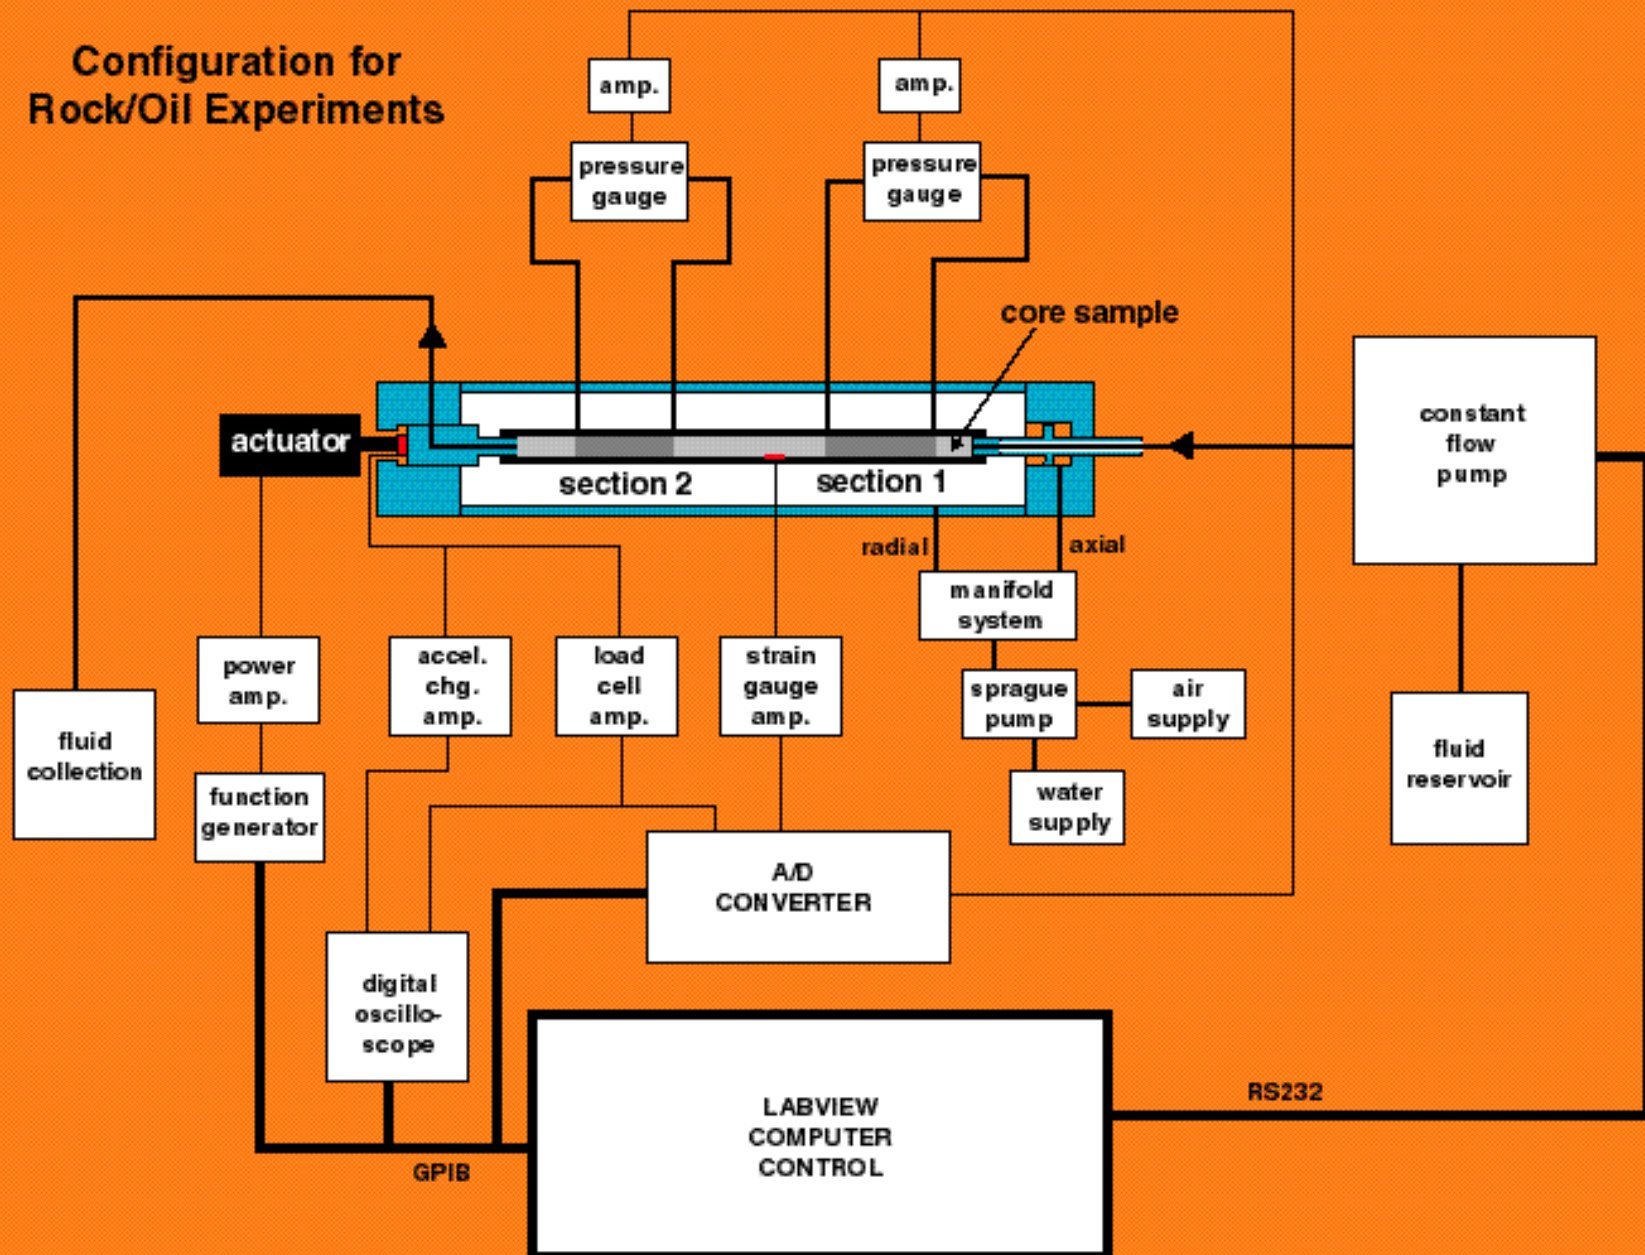 Configuration for
Rock/Oil Experiments
amp.
amp.
pressure
gauge
pressure
gauge
core sample
actuator
section 2
section 1
constant
flow
pump
radial
axial
manifold
system
power
amp.
accel.
chg.
amp.
load
cell
amp.
strain
gauge
amp.
sprague
pump
air
supply
fluid
collection
fluid
reservoir
function
generator
water
supply
A/D
CONVERTER
digital
oscillo-
scope
LABVIEW
COMPUTER
CONTROL
RS232
GPIB